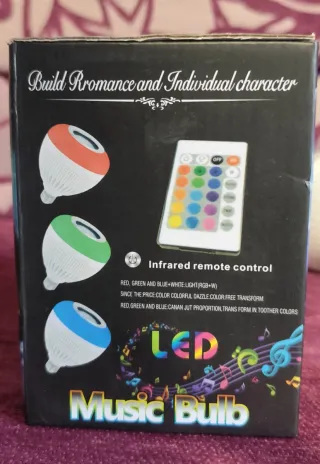 Build Rromance and Individual character
OFF ON
Infrared remote control
RED, GREEN AND BLUE+WHITE LIGHT(RGB+W)
SINCE THE PRICE:COLOR COLORFUL DAZZLE,COLOR:FREE TRANSFORM
RED,GREEN AND BLUE:CANAN JUT PROPORTION,TRANS FORM IN TOOTHER COLORS
LED
Music Bulb